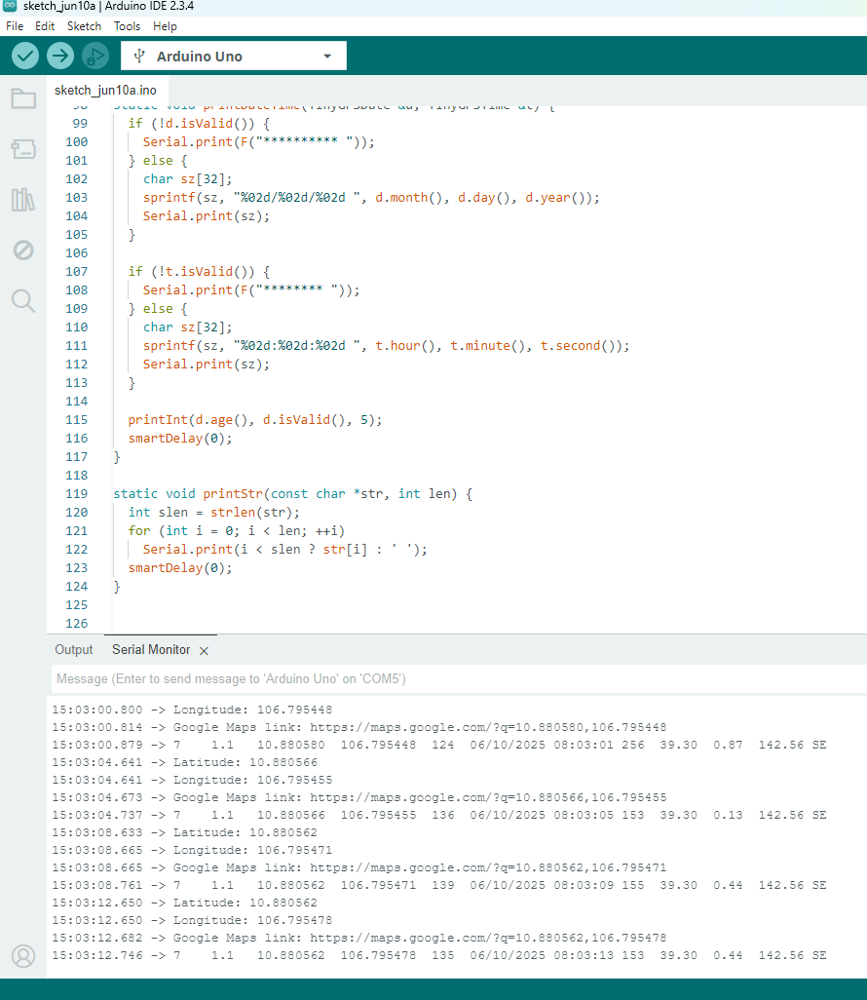 sketch_jun10a | Arduino IDE 2.3.4
File Edit Sketch Tools Help
Arduino Uno
sketch_jun10a.ino
99 if (!d.isValid()) {
100 Serial.print(F("********** "));
101 } else {
102 char sz[32];
103 sprintf(sz, "%02d/%02d/%02d ", d.month(), d.day(), d.year());
104 Serial.print(sz);
105 }
106
107 if (!t.isValid()) {
108 Serial.print(F("******** "));
109 } else {
110 char sz[32];
111 sprintf(sz, "%02d:%02d:%02d ", t.hour(), t.minute(), t.second());
112 Serial.print(sz);
113 }
114
115 printInt(d.age(), d.isValid(), 5);
116 smartDelay(0);
117 }
118
119 static void printStr(const char *str, int len) {
120 int slen = strlen(str);
121 for (int i = 0; i < len; ++i)
122 Serial.print(i < slen ? str[i] : ' ');
123 smartDelay(0);
124 }
125
126
Output Serial Monitor
Message (Enter to send message to 'Arduino Uno' on 'COM5')
15:03:00.800 -> Longitude: 106.795448
15:03:00.814 -> Google Maps link: https://maps.google.com/?q=10.880580,106.795448
15:03:00.879 -> 7 1.1 10.880580 106.795448 124 06/10/2025 08:03:01 256 39.30 0.87 142.56 SE
15:03:04.641 -> Latitude: 10.880566
15:03:04.641 -> Longitude: 106.795455
15:03:04.673 -> Google Maps link: https://maps.google.com/?q=10.880566,106.795455
15:03:04.737 -> 7 1.1 10.880566 106.795455 136 06/10/2025 08:03:05 153 39.30 0.13 142.56 SE
15:03:08.633 -> Latitude: 10.880562
15:03:08.665 -> Longitude: 106.795471
15:03:08.665 -> Google Maps link: https://maps.google.com/?q=10.880562,106.795471
15:03:08.761 -> 7 1.1 10.880562 106.795471 139 06/10/2025 08:03:09 155 39.30 0.44 142.56 SE
15:03:12.650 -> Latitude: 10.880562
15:03:12.650 -> Longitude: 106.795478
15:03:12.682 -> Google Maps link: https://maps.google.com/?q=10.880562,106.795478
15:03:12.746 -> 7 1.1 10.880562 106.795478 135 06/10/2025 08:03:13 153 39.30 0.44 142.56 SE